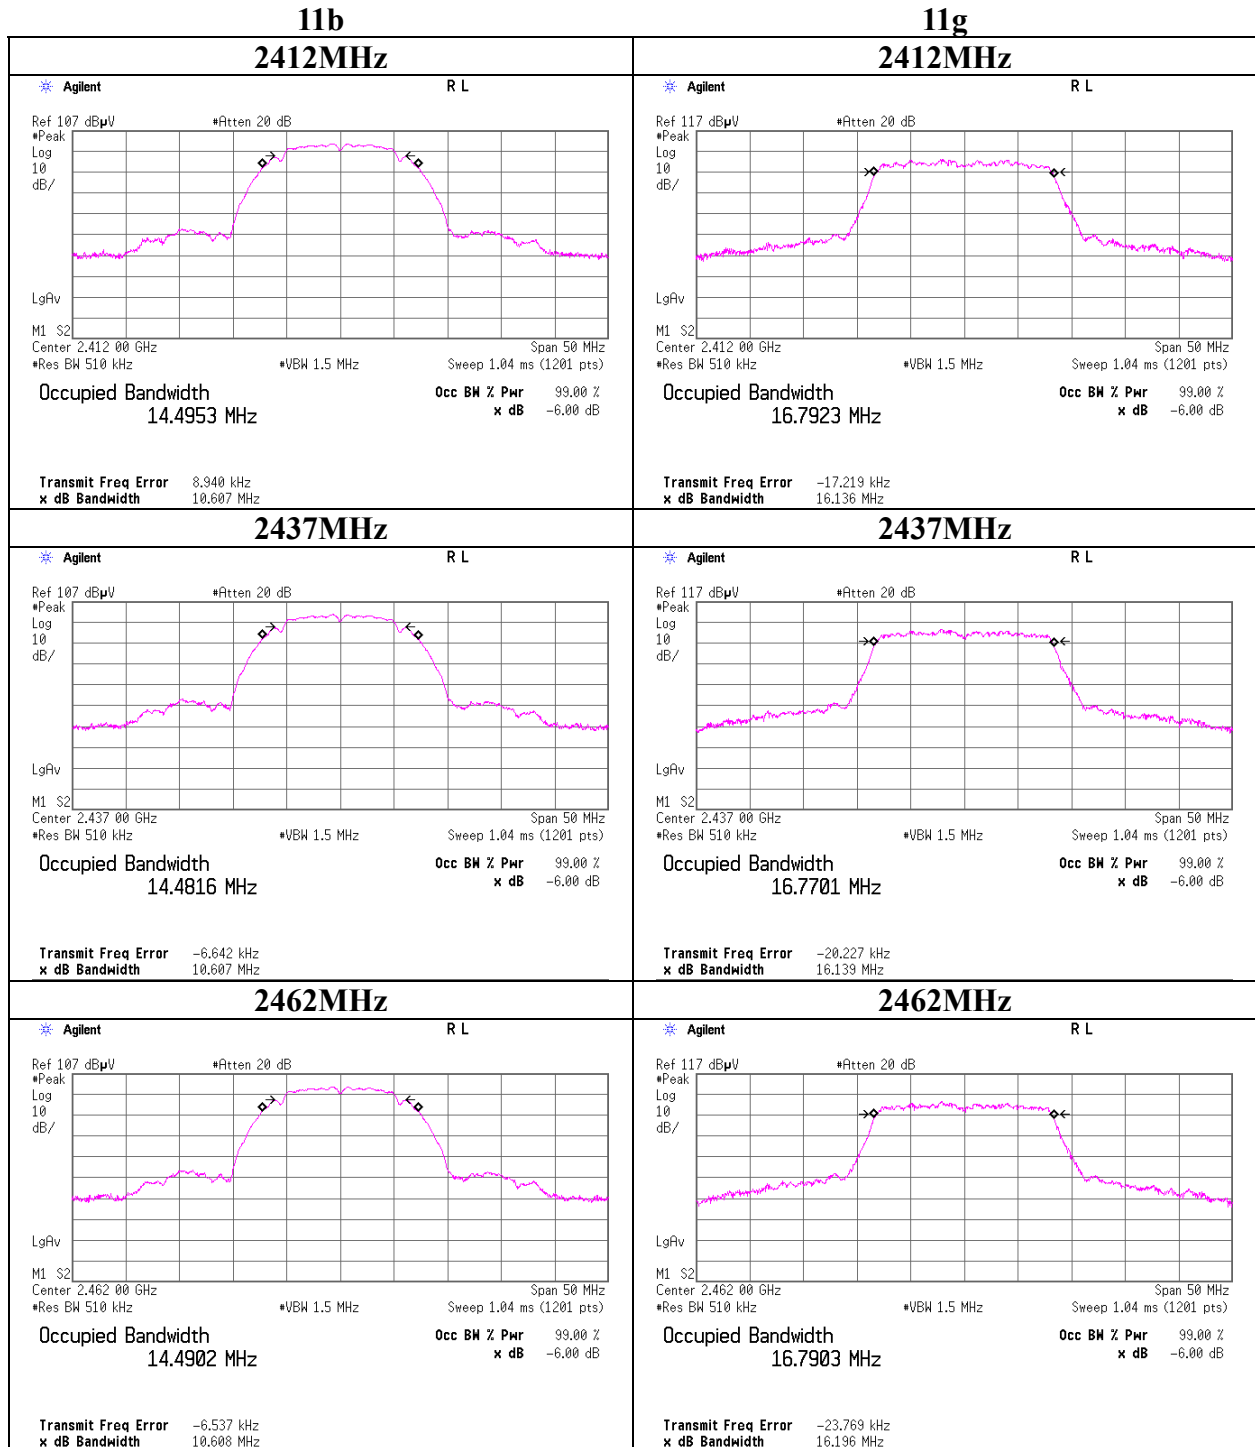 11b
11g
2412MHz
2412MHz
Agilent
R L
Ref 107 dBµV
#Atten 20 dB
#Peak
Log
10
dB/
LgAv
M1 S2
Center 2.412 00 GHz
Span 50 MHz
#Res BW 510 kHz
#VBW 1.5 MHz
Sweep 1.04 ms (1201 pts)
Occupied Bandwidth
14.4953 MHz
Occ BW % Pwr 99.00 %
x dB -6.00 dB
Transmit Freq Error 8.940 kHz
x dB Bandwidth 10.607 MHz
Agilent
R L
Ref 117 dBµV
#Atten 20 dB
#Peak
Log
10
dB/
LgAv
M1 S2
Center 2.412 00 GHz
Span 50 MHz
#Res BW 510 kHz
#VBW 1.5 MHz
Sweep 1.04 ms (1201 pts)
Occupied Bandwidth
16.7923 MHz
Occ BW % Pwr 99.00 %
x dB -6.00 dB
Transmit Freq Error -17.219 kHz
x dB Bandwidth 16.136 MHz
2437MHz
2437MHz
Agilent
R L
Ref 107 dBµV
#Atten 20 dB
#Peak
Log
10
dB/
LgAv
M1 S2
Center 2.437 00 GHz
Span 50 MHz
#Res BW 510 kHz
#VBW 1.5 MHz
Sweep 1.04 ms (1201 pts)
Occupied Bandwidth
14.4816 MHz
Occ BW % Pwr 99.00 %
x dB -6.00 dB
Transmit Freq Error -6.642 kHz
x dB Bandwidth 10.607 MHz
Agilent
R L
Ref 117 dBµV
#Atten 20 dB
#Peak
Log
10
dB/
LgAv
M1 S2
Center 2.437 00 GHz
Span 50 MHz
#Res BW 510 kHz
#VBW 1.5 MHz
Sweep 1.04 ms (1201 pts)
Occupied Bandwidth
16.7701 MHz
Occ BW % Pwr 99.00 %
x dB -6.00 dB
Transmit Freq Error -20.227 kHz
x dB Bandwidth 16.139 MHz
2462MHz
2462MHz
Agilent
R L
Ref 107 dBµV
#Atten 20 dB
#Peak
Log
10
dB/
LgAv
M1 S2
Center 2.462 00 GHz
Span 50 MHz
#Res BW 510 kHz
#VBW 1.5 MHz
Sweep 1.04 ms (1201 pts)
Occupied Bandwidth
14.4902 MHz
Occ BW % Pwr 99.00 %
x dB -6.00 dB
Transmit Freq Error -6.537 kHz
x dB Bandwidth 10.608 MHz
Agilent
R L
Ref 117 dBµV
#Atten 20 dB
#Peak
Log
10
dB/
LgAv
M1 S2
Center 2.462 00 GHz
Span 50 MHz
#Res BW 510 kHz
#VBW 1.5 MHz
Sweep 1.04 ms (1201 pts)
Occupied Bandwidth
16.7903 MHz
Occ BW % Pwr 99.00 %
x dB -6.00 dB
Transmit Freq Error -23.769 kHz
x dB Bandwidth 16.196 MHz